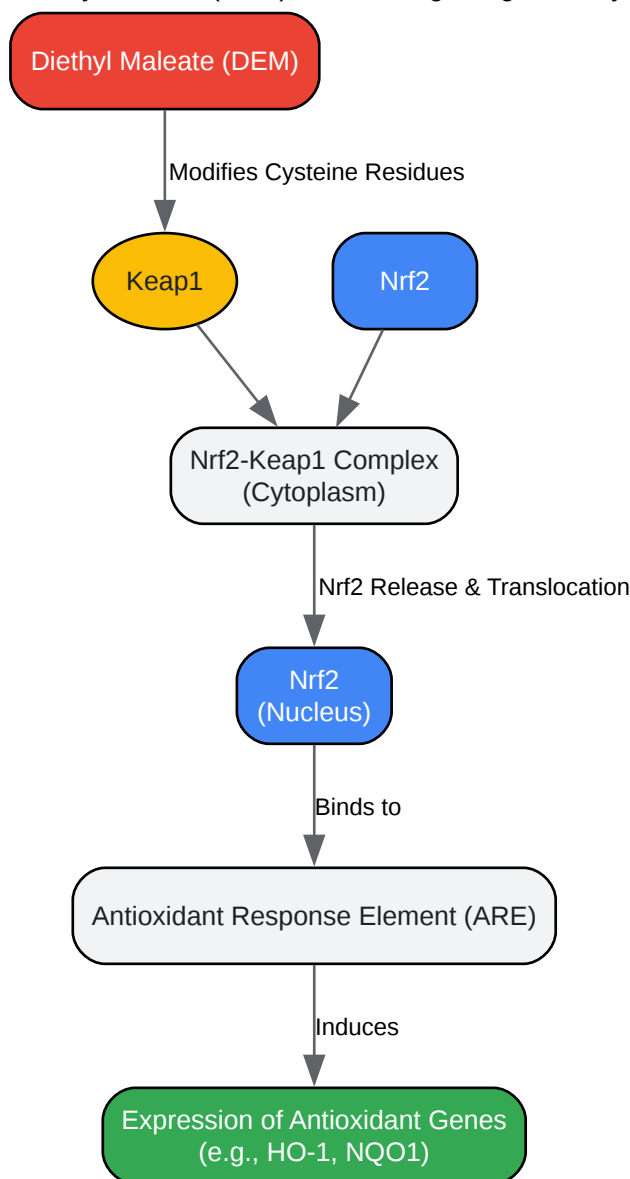 Diethyl Maleate (DEM)
Modifies Cysteine Residues
Keap1
Nrf2
Nrf2-Keap1 Complex
(Cytoplasm)
Nrf2 Release & Translocation
Nrf2
(Nucleus)
Binds to
Antioxidant Response Element (ARE)
Induces
Expression of Antioxidant Genes
(e.g., HO-1, NQO1)